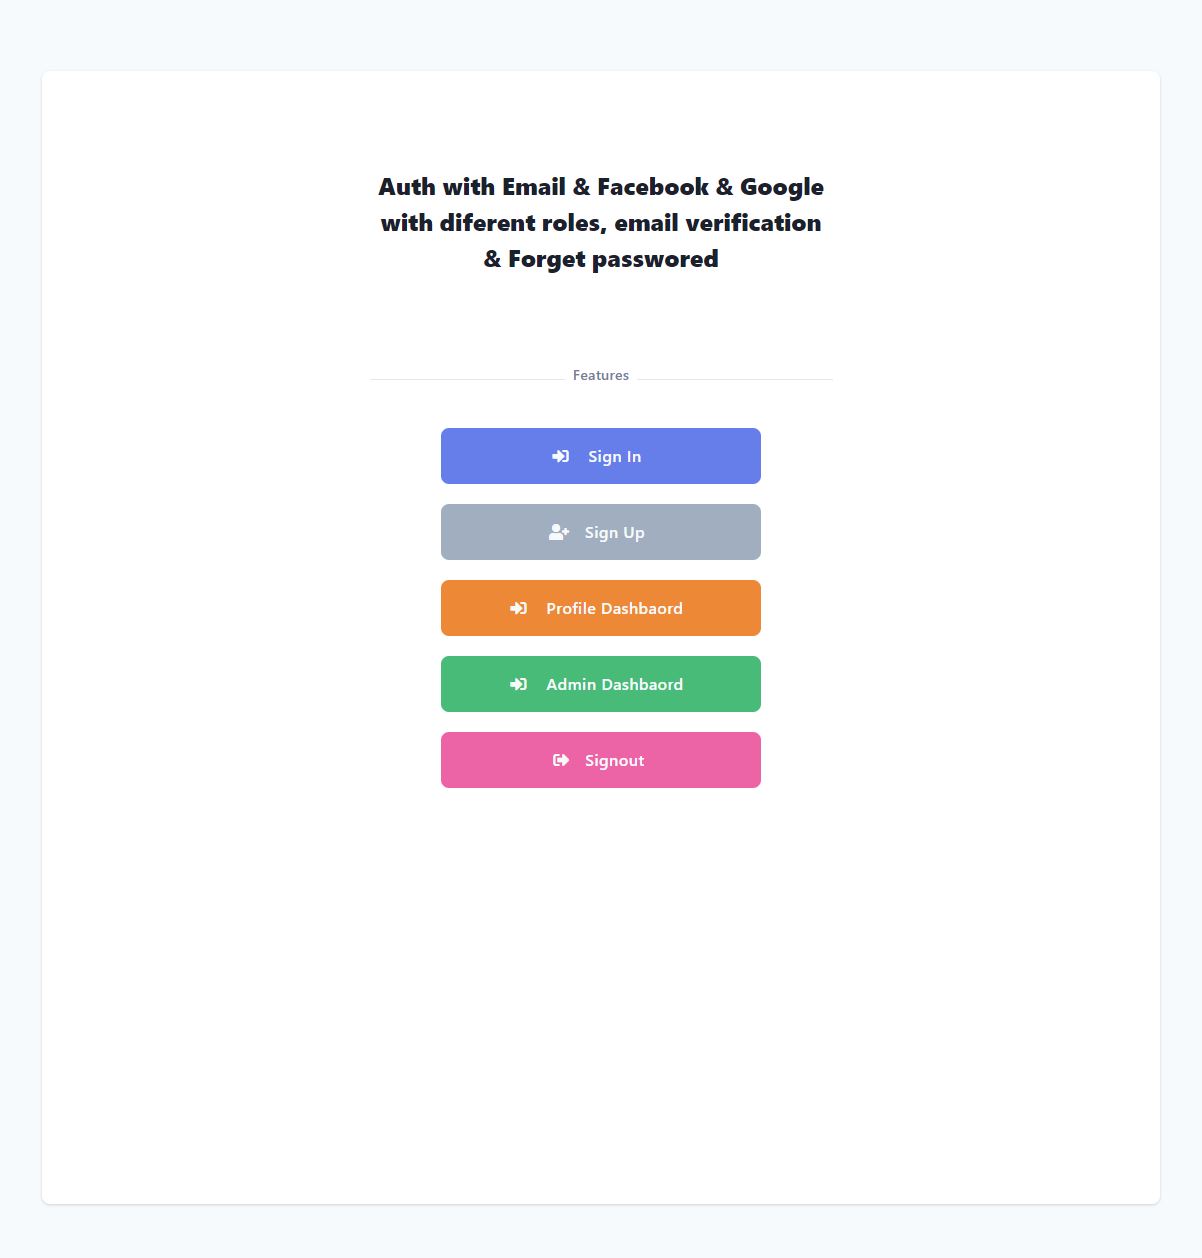 Auth with Email & Facebook & Google
with diferent roles, email verification
& Forget passwored
Features
Sign In
Sign Up
Profile Dashbaord
Admin Dashbaord
Signout